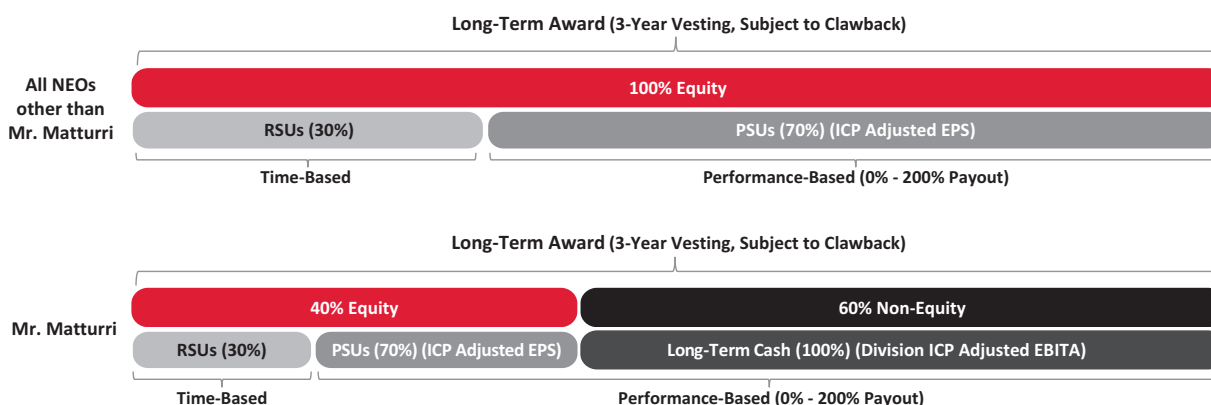 Long-Term Award (3-Year Vesting, Subject to Clawback)
All NEOs
other than
Mr. Matturri
100% Equity
RSUs (30%)
PSUs (70%) (ICP Adjusted EPS)
Time-Based
Performance-Based (0% - 200% Payout)
Long-Term Award (3-Year Vesting, Subject to Clawback)
Mr. Matturri
40% Equity
60% Non-Equity
RSUs (30%)
PSUs (70%) (ICP Adjusted EPS)
Long-Term Cash (100%) (Division ICP Adjusted EBITA)
Time-Based
Performance-Based (0% - 200% Payout)